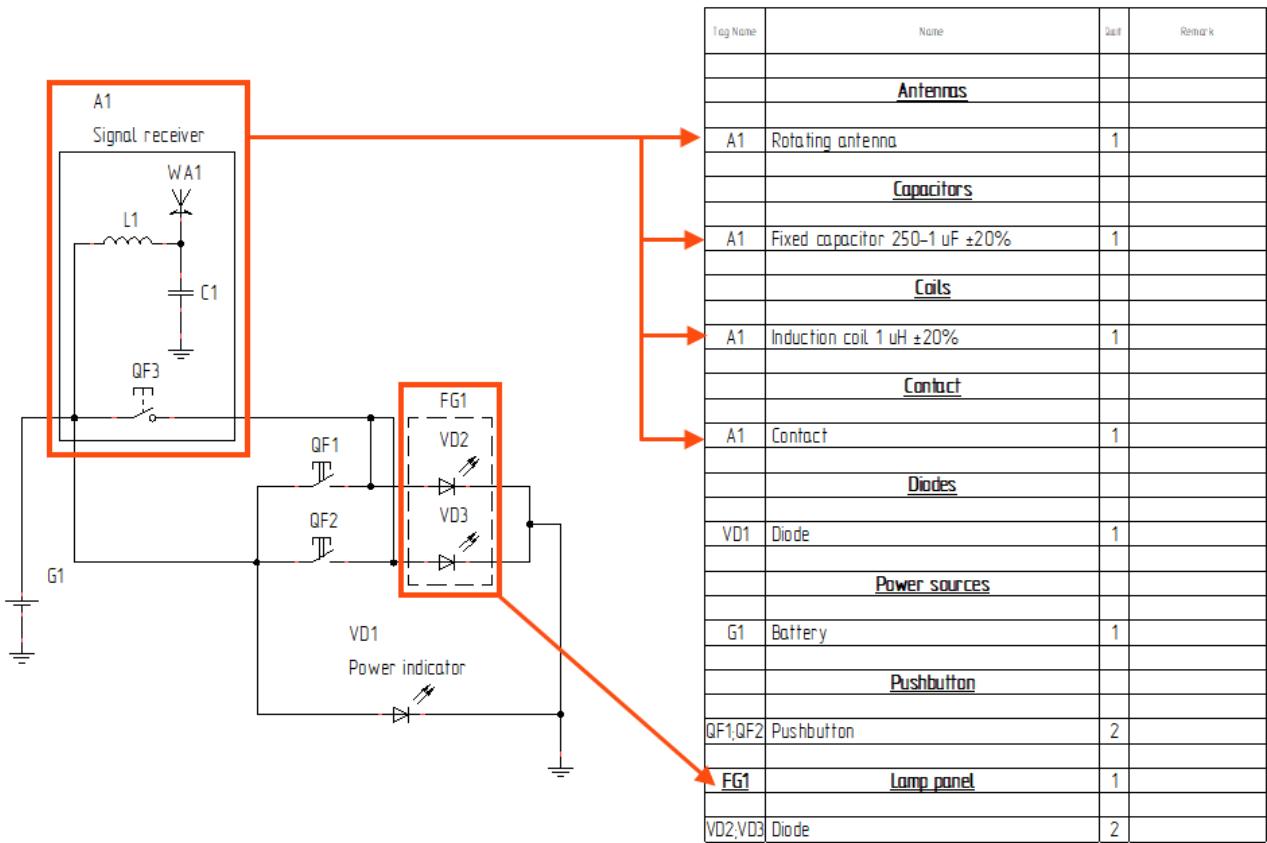 A1
Signal receiver
WA1
L1
C1
QF3
FG1
VD2
QF1
VD3
QF2
G1
VD1
Power indicator
Tag Name Name Quit Remark
Antennas
A1 Rotating antenna 1
Capacitors
A1 Fixed capacitor 250-1 uF ±20% 1
Coils
A1 Induction coil 1 uH ±20% 1
Contact
A1 Contact 1
Diodes
VD1 Diode 1
Power sources
G1 Battery 1
Pushbutton
QF1;QF2 Pushbutton 2
FG1 Lamp panel 1
VD2;VD3 Diode 2